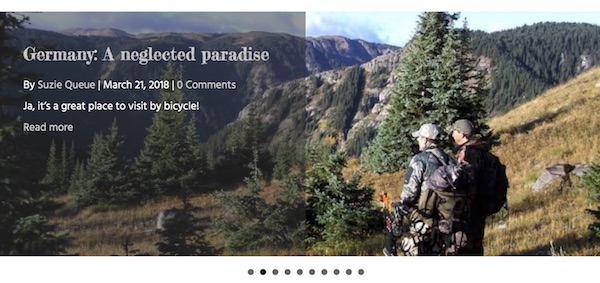 Germany: A neglected paradise
By Suzie Queue | March 21, 2018 | 0 Comments
Ja, it's a great place to visit by bicycle!
Read more